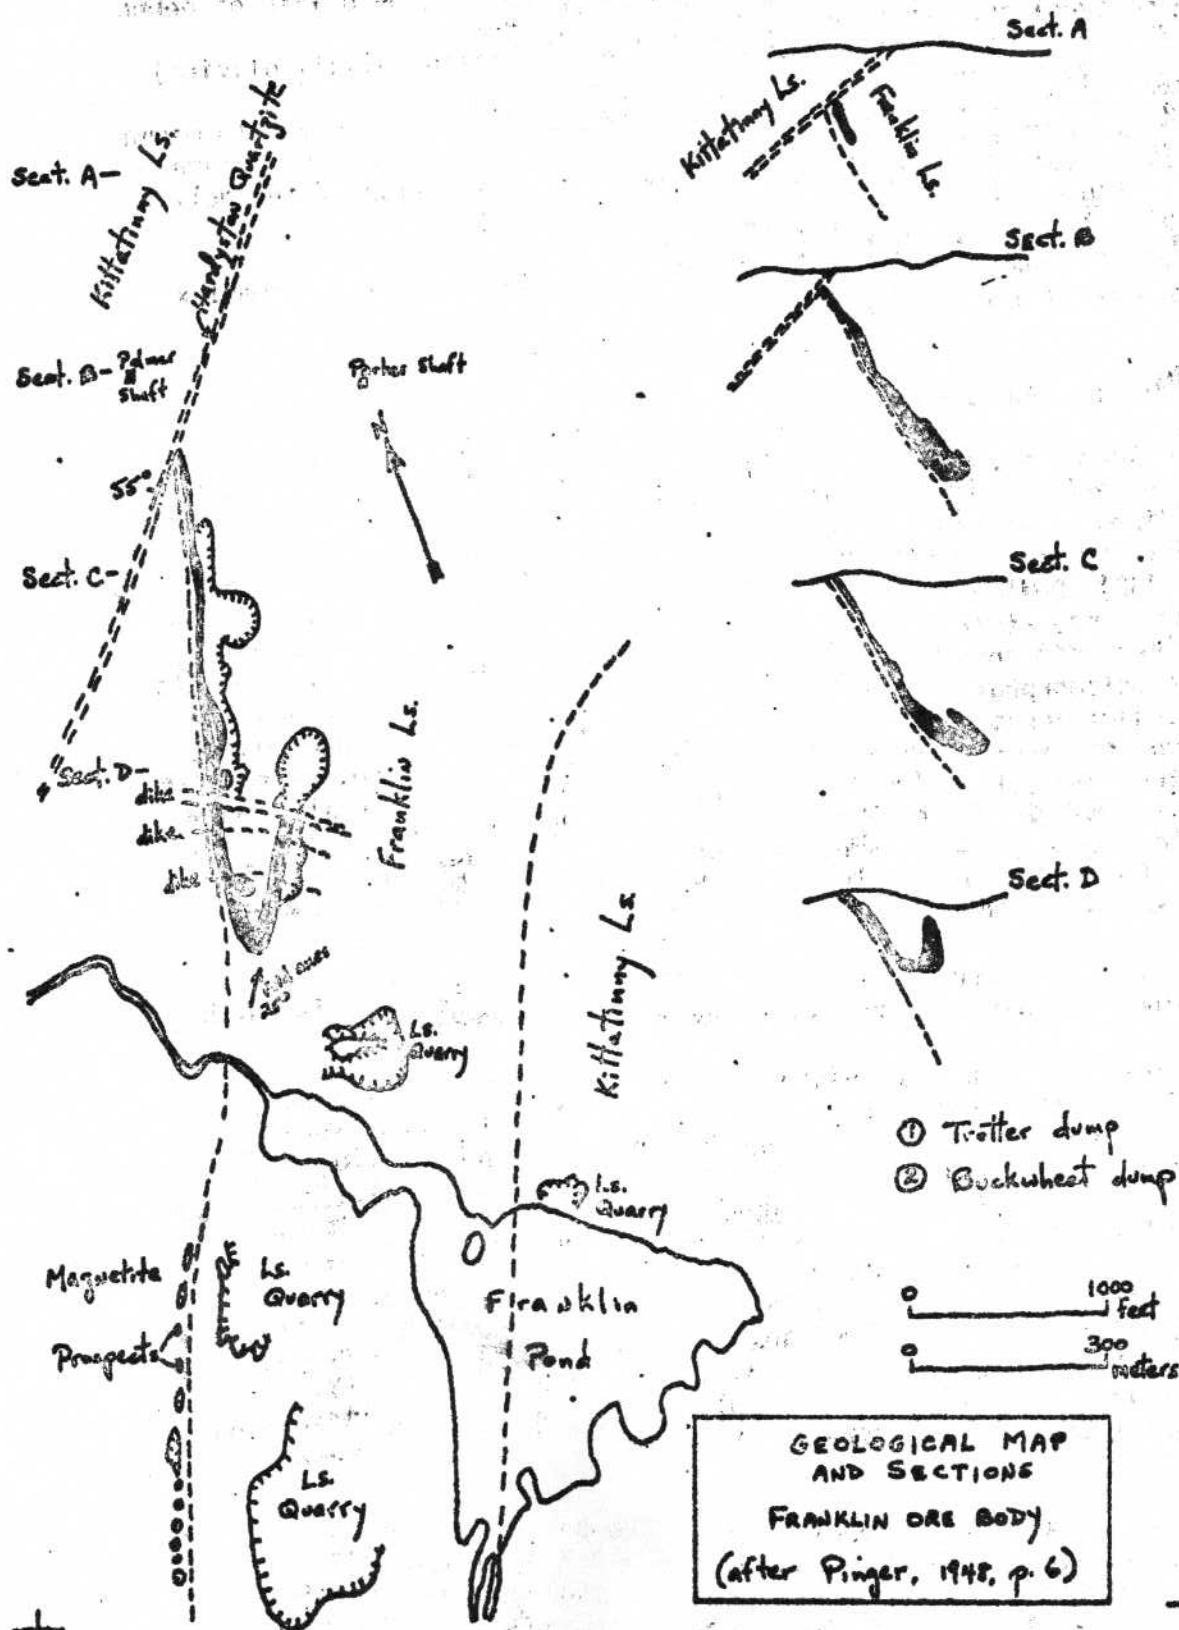 Sect. A
Kittatinny Ls.
Franklin Ls.
Sect. A-
Kittatinny Ls.
Hardyston Quartzite
Sect. B
Sect. B-
Palmer
Shaft
Parker Shaft
N
55°
Sect. C-
Sect. C
Sect. D-
dike
dike
dike
Franklin Ls.
Sect. D
25°
Ls.
Quarry
Kittatinny Ls.
① Trotter dump
② Buckwheat dump
Ls.
Quarry
Magnetite
Prospects
Ls.
Quarry
Franklin
Pond
0 1000
feet
0 300
meters
Ls.
Quarry
GEOLOGICAL MAP
AND SECTIONS
FRANKLIN ORE BODY
(after Pinger, 1948, p. 6)